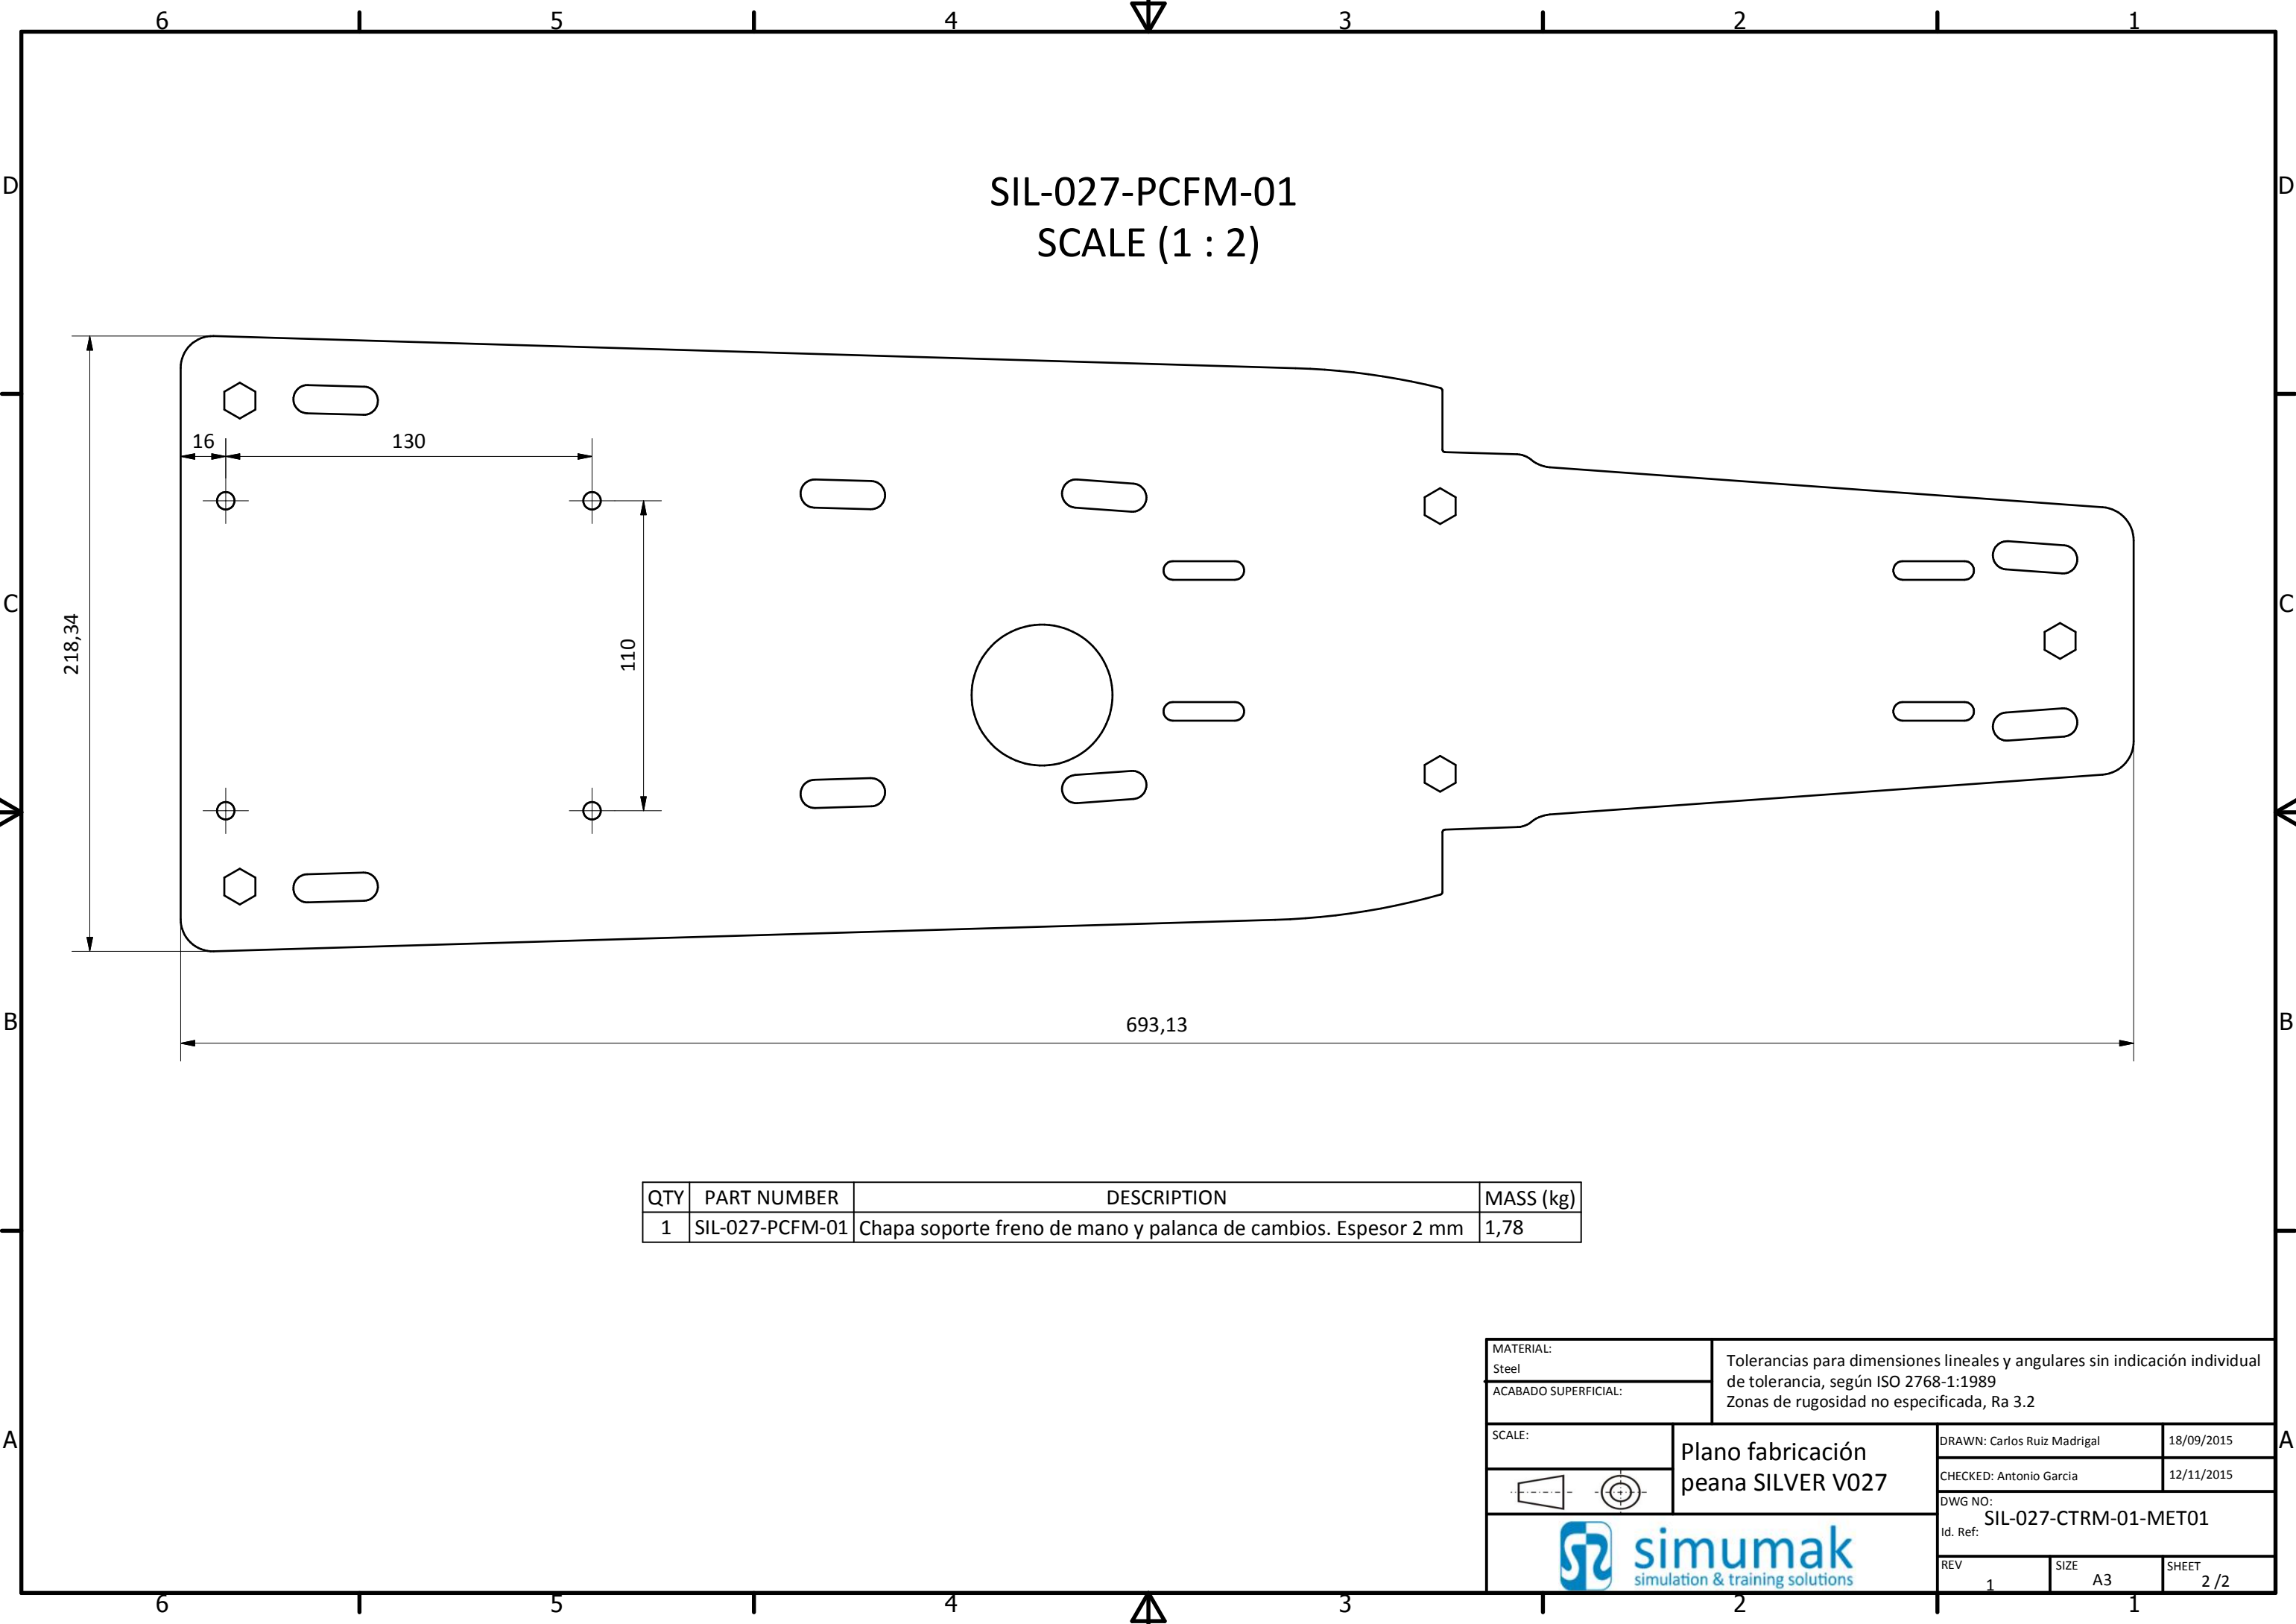 6 5 4 3 2 1
D D
SIL-027-PCFM-01
SCALE (1 : 2)
16 130
C C
218,34
110
693,13
B B
QTY PART NUMBER DESCRIPTION MASS (kg)
1 SIL-027-PCFM-01 Chapa soporte freno de mano y palanca de cambios. Espesor 2 mm 1,78
MATERIAL:
Steel
ACABADO SUPERFICIAL:
Tolerancias para dimensiones lineales y angulares sin indicación individual
de tolerancia, según ISO 2768-1:1989
Zonas de rugosidad no especificada, Ra 3.2
A A
SCALE:
Plano fabricación
peana SILVER V027
DRAWN: Carlos Ruiz Madrigal 18/09/2015
CHECKED: Antonio Garcia 12/11/2015
DWG NO:
SIL-027-CTRM-01-MET01
Id. Ref:
simumak
simulation & training solutions
REV SIZE SHEET
1 A3 2 /2
6 5 4 3 2 1